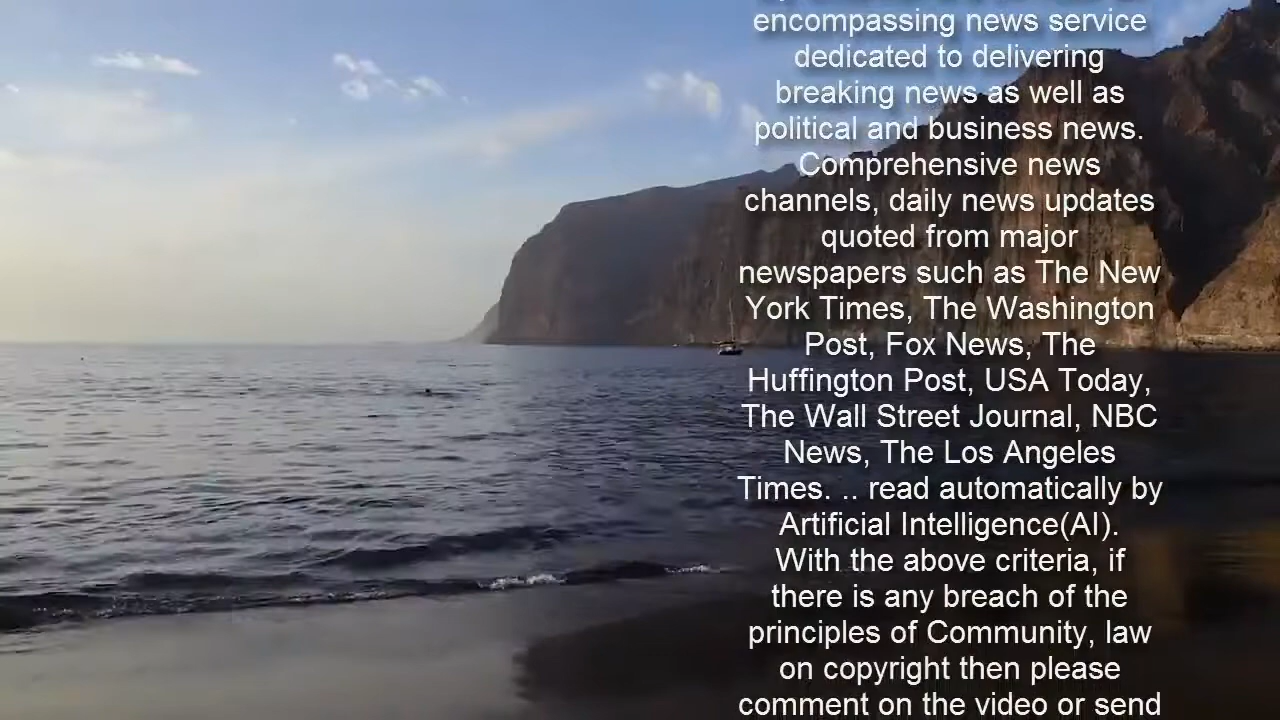 encompassing news service
dedicated to delivering
breaking news as well as
political and business news.
Comprehensive news
channels, daily news updates
quoted from major
newspapers such as The New
York Times, The Washington
Post, Fox News, The
Huffington Post, USA Today,
The Wall Street Journal, NBC
News, The Los Angeles
Times. .. read automatically by
Artificial Intelligence(AI).
With the above criteria, if
there is any breach of the
principles of Community, law
on copyright then please
comment on the video or send